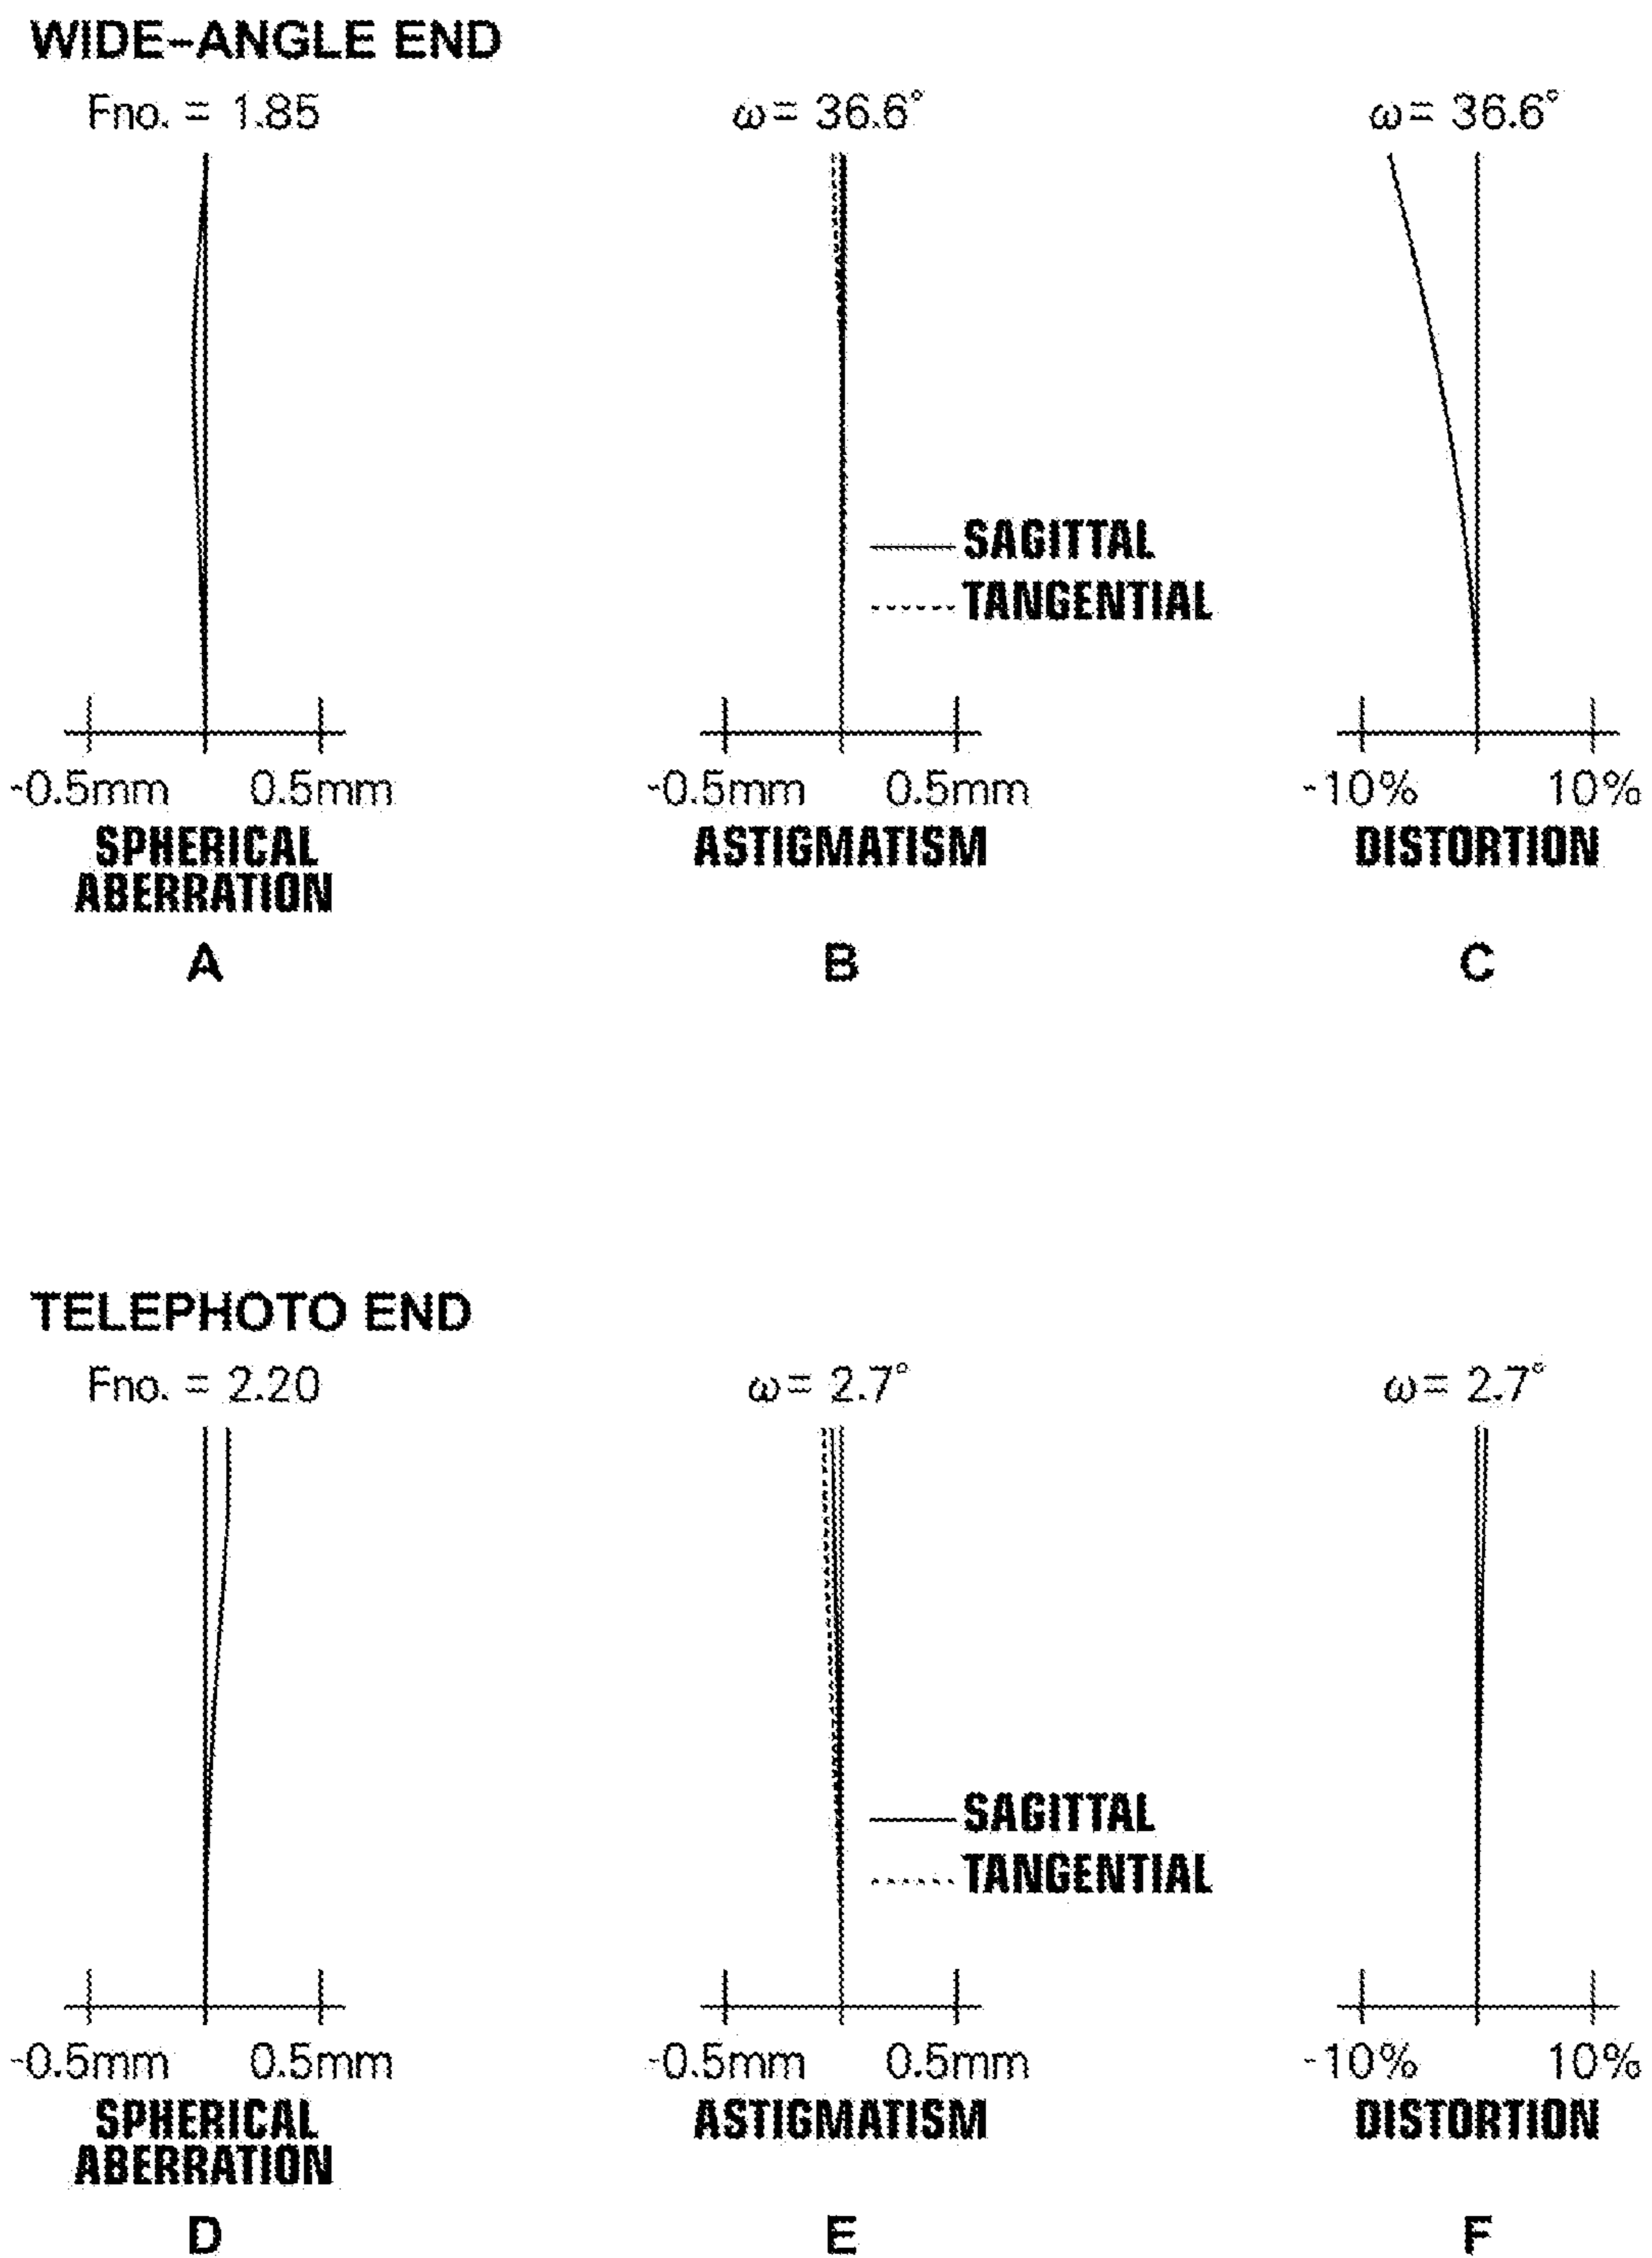 WIDE-ANGLE END
Fno. = 1.85
ω= 36.6°
ω= 36.6°
SAGITTAL
TANGENTIAL
-0.5mm 0.5mm
-0.5mm 0.5mm
-10% 10%
SPHERICAL
ABERRATION
ASTIGMATISM
DISTORTION
A
B
C
TELEPHOTO END
Fno. = 2.20
ω= 2.7°
ω= 2.7°
SAGITTAL
TANGENTIAL
-0.5mm 0.5mm
-0.5mm 0.5mm
-10% 10%
SPHERICAL
ABERRATION
ASTIGMATISM
DISTORTION
D
E
F